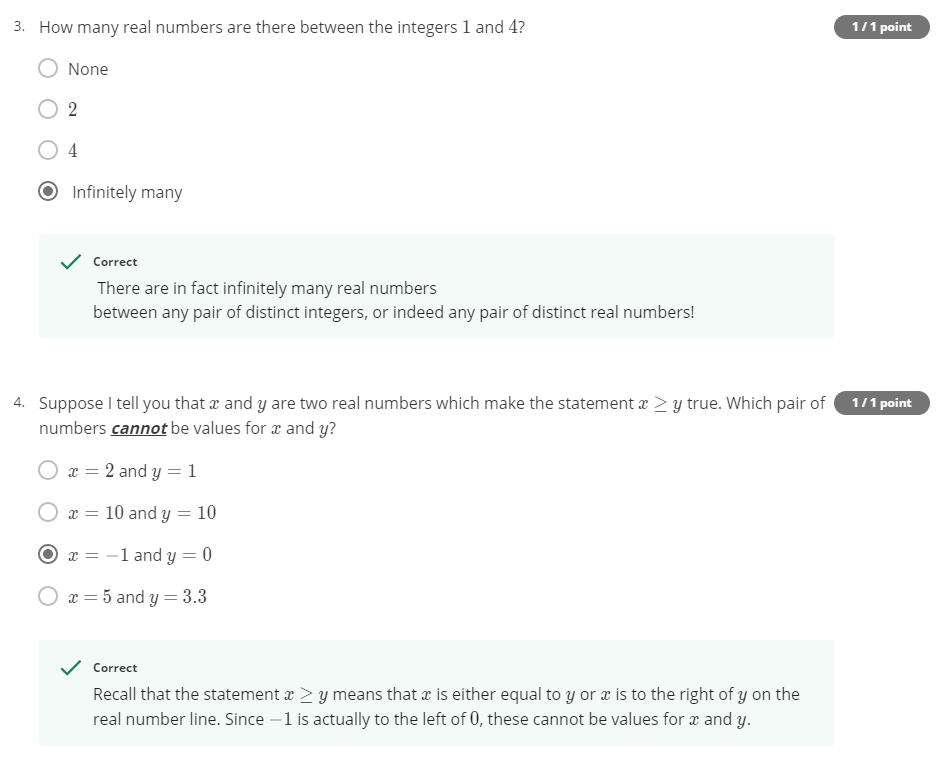 3. How many real numbers are there between the integers 1 and 4?
1 / 1 point
None
2
4
Infinitely many
Correct
There are in fact infinitely many real numbers
between any pair of distinct integers, or indeed any pair of distinct real numbers!
4. Suppose I tell you that x and y are two real numbers which make the statement x ≥ y true. Which pair of
1 / 1 point
numbers cannot be values for x and y?
x = 2 and y = 1
x = 10 and y = 10
x = −1 and y = 0
x = 5 and y = 3.3
Correct
Recall that the statement x ≥ y means that x is either equal to y or x is to the right of y on the
real number line. Since −1 is actually to the left of 0, these cannot be values for x and y.